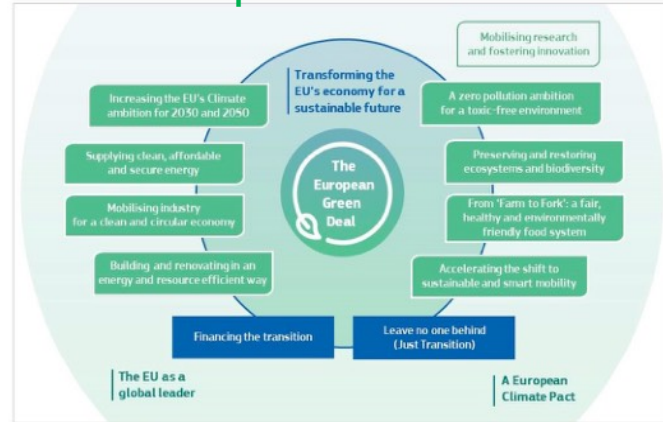 Mobilising research
and fostering innovation
Transforming the
EU's economy for a
sustainable future
Increasing the EU's Climate
ambition for 2030 and 2050
A zero pollution ambition
for a toxic-free environment
Supplying clean, affordable
and secure energy
Preserving and restoring
ecosystems and biodiversity
The
European
Green
Deal
Mobilising industry
for a clean and circular economy
From 'Farm to Fork': a fair,
healthy and environmentally
friendly food system
Building and renovating in an
energy and resource efficient way
Accelerating the shift to
sustainable and smart mobility
Financing the transition
Leave no one behind
(Just Transition)
The EU as a
global leader
A European
Climate Pact